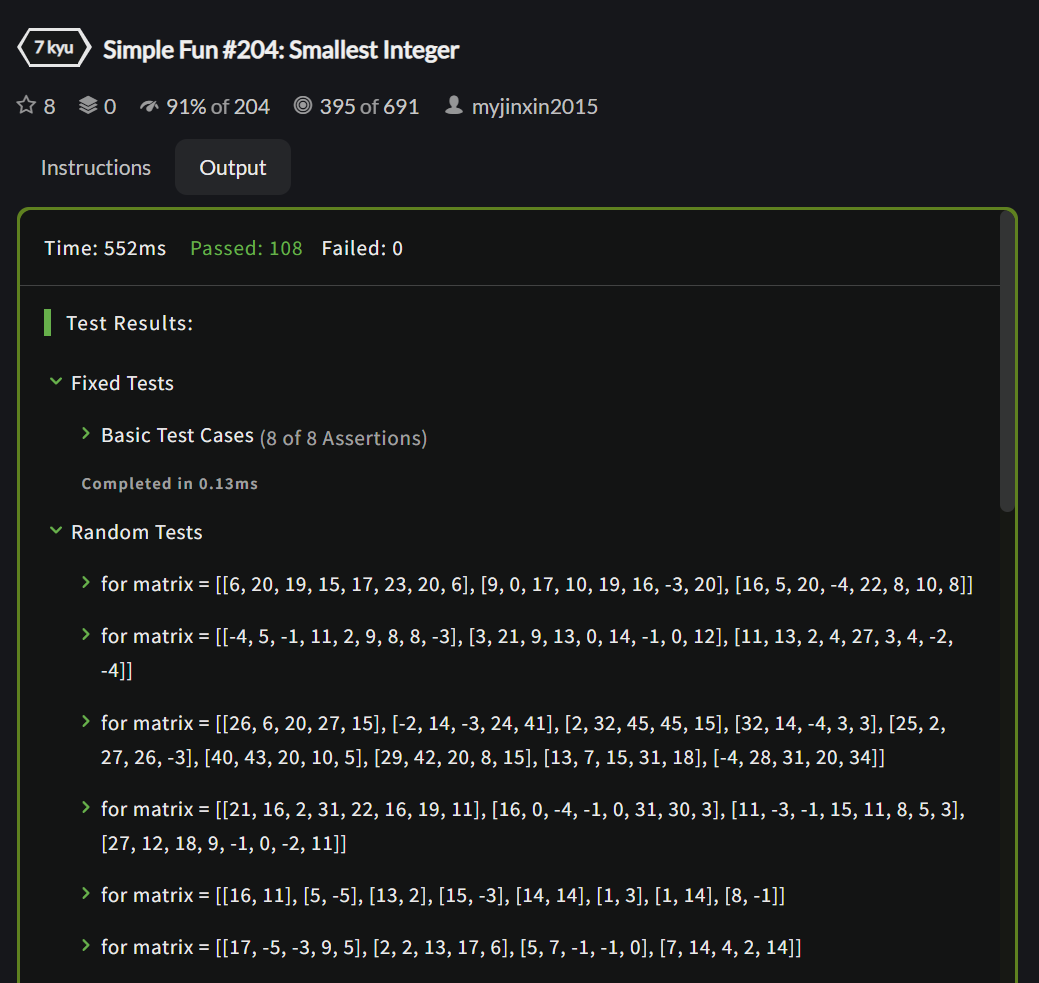 7 kyu Simple Fun #204: Smallest Integer
8 0 91% of 204 395 of 691 myjinxin2015
Instructions Output
Time: 552ms Passed: 108 Failed: 0
Test Results:
Fixed Tests
Basic Test Cases (8 of 8 Assertions)
Completed in 0.13ms
Random Tests
for matrix = [[6, 20, 19, 15, 17, 23, 20, 6], [9, 0, 17, 10, 19, 16, -3, 20], [16, 5, 20, -4, 22, 8, 10, 8]]
for matrix = [[-4, 5, -1, 11, 2, 9, 8, 8, -3], [3, 21, 9, 13, 0, 14, -1, 0, 12], [11, 13, 2, 4, 27, 3, 4, -2,
-4]]
for matrix = [[26, 6, 20, 27, 15], [-2, 14, -3, 24, 41], [2, 32, 45, 45, 15], [32, 14, -4, 3, 3], [25, 2,
27, 26, -3], [40, 43, 20, 10, 5], [29, 42, 20, 8, 15], [13, 7, 15, 31, 18], [-4, 28, 31, 20, 34]]
for matrix = [[21, 16, 2, 31, 22, 16, 19, 11], [16, 0, -4, -1, 0, 31, 30, 3], [11, -3, -1, 15, 11, 8, 5, 3],
[27, 12, 18, 9, -1, 0, -2, 11]]
for matrix = [[16, 11], [5, -5], [13, 2], [15, -3], [14, 14], [1, 3], [1, 14], [8, -1]]
for matrix = [[17, -5, -3, 9, 5], [2, 2, 13, 17, 6], [5, 7, -1, -1, 0], [7, 14, 4, 2, 14]]